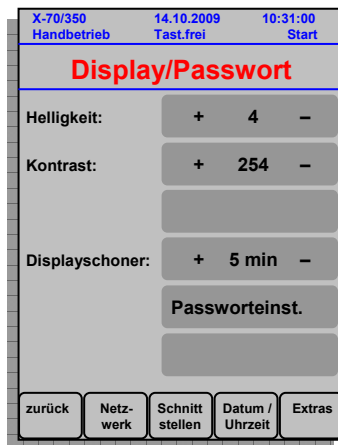 X-70/350 14.10.2009 10:31:00
Handbetrieb Tast.frei Start
Display/Passwort
Helligkeit: + 4 –
Kontrast: + 254 –
Displayschoner: + 5 min –
Passworteinst.
zurück Netz- Schnitt Datum / Extras
werk stellen Uhrzeit